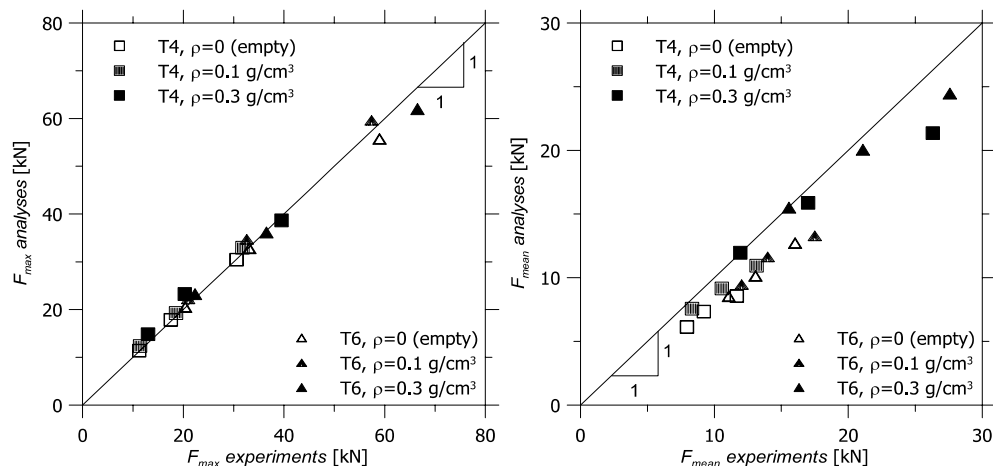 80
60
40
20
0
0
20
40
60
80
F_max analyses [kN]
F_max experiments [kN]
T4, ρ=0 (empty)
T4, ρ=0.1 g/cm³
T4, ρ=0.3 g/cm³
1
1
T6, ρ=0 (empty)
T6, ρ=0.1 g/cm³
T6, ρ=0.3 g/cm³
30
20
10
0
0
10
20
30
F_mean analyses [kN]
F_mean experiments [kN]
T4, ρ=0 (empty)
T4, ρ=0.1 g/cm³
T4, ρ=0.3 g/cm³
1
1
T6, ρ=0 (empty)
T6, ρ=0.1 g/cm³
T6, ρ=0.3 g/cm³